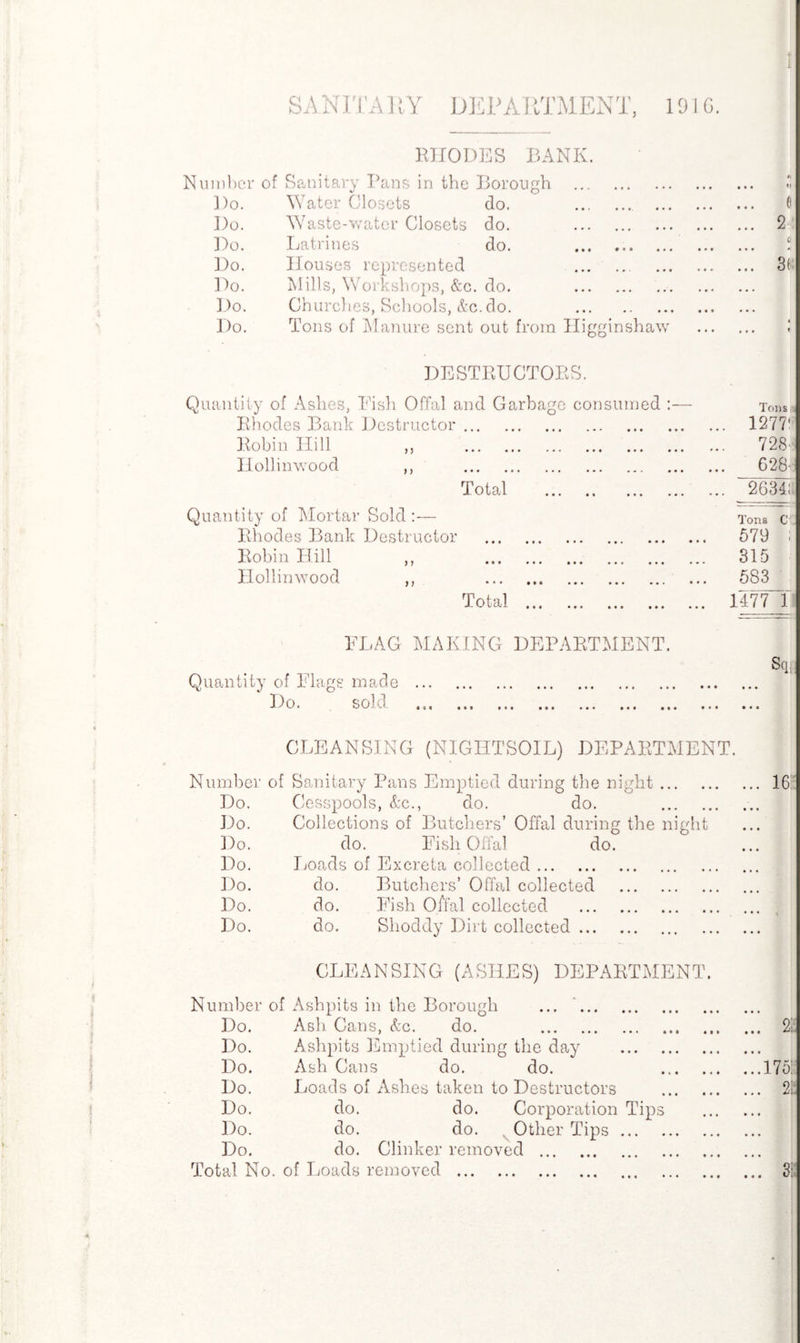 SANITARY DEPARTMENT, 1916.
RHODES BANK.
Number of Sanitary Pans in the Borough ... ... ... ... ...
Do. Water Closets do. ... ... ... ... ... 6
Do. Waste-water Closets do. ... ... ... ... ... 2
Do. Latrines do. ... ... ... ... ...
Do. Houses represented ... ... ... ... ... 36
Do. Mills, Workshops, &c. do. ... ... ... ... ...
Do. Churches, Schools, &c. do. ... ... ... ... ...
Do. Tons of Manure sent out from Higginshaw ... ...
DESTRUCTORS.
Quantity of Ashes, Fish Offal and Garbage consumed :— Tons
Rhodes Bank Destructor ... ... ... ... ... ... ... 1277
Robin Hill ,, ... ... ... ... ... ... ... 728
Hollinwood ,, ... ... ... ... ... ... ... 628
Total ... ... ... ... ... 2634
Quantity of Mortar Sold :— Tons C
Rhodes Bank Destructor ... ... ... ... ... ... 579
Robin Hill ,, ... ... ... ... ... ... 315
Hollinwood ,, ... ... ... ... ... ... 583
Total ... ... ... ... ... 1477 1
FLAG MAKING DEPARTMENT.
Sq.
Quantity of Flags made ... ... ... ... ... ... ... ... ...
Do. sold ... ... ... ... ... ... ... ... ...
CLEANSING (NIGHTSOIL) DEPARTMENT.
Number of Sanitary Pans Emptied during the night ... ... ... 16
Do. Cesspools, &c., do. do. ... ... ...
Do. Collections of Butchers' Offal during the night ...
Do. do. Fish Offal do. ...
Do. Loads of Excreta collected ... ... ... ... ... ...
Do. do. Butchers' Offal collected ... ... ... ...
Do. do. Fish Offal collected ... ... ... ... ...
Do. do. Shoddy Dirt collected ... ... ... ... ...
CLEANSING (ASHES) DEPARTMENT.
Number of Ashpits in the Borough ... ... ... ... ... ...
Do. Ash Cans, &c. do. ... ... ... ... ... ... 2
Do. Ashpits Emptied during the day ... ... ... ...
Do. Ash Cans do. do. ... ... ...175
Do. Loads of Ashes taken to Destructors ... ... ... 2
Do. do. do. Corporation Tips ... ...
Do. do. do. Other Tips ... ... ... ...
Do. do. Clinker removed ... ... ... ... ... ...
Total No. of Loads removed ... ... ... ... ... ... ... ... 3